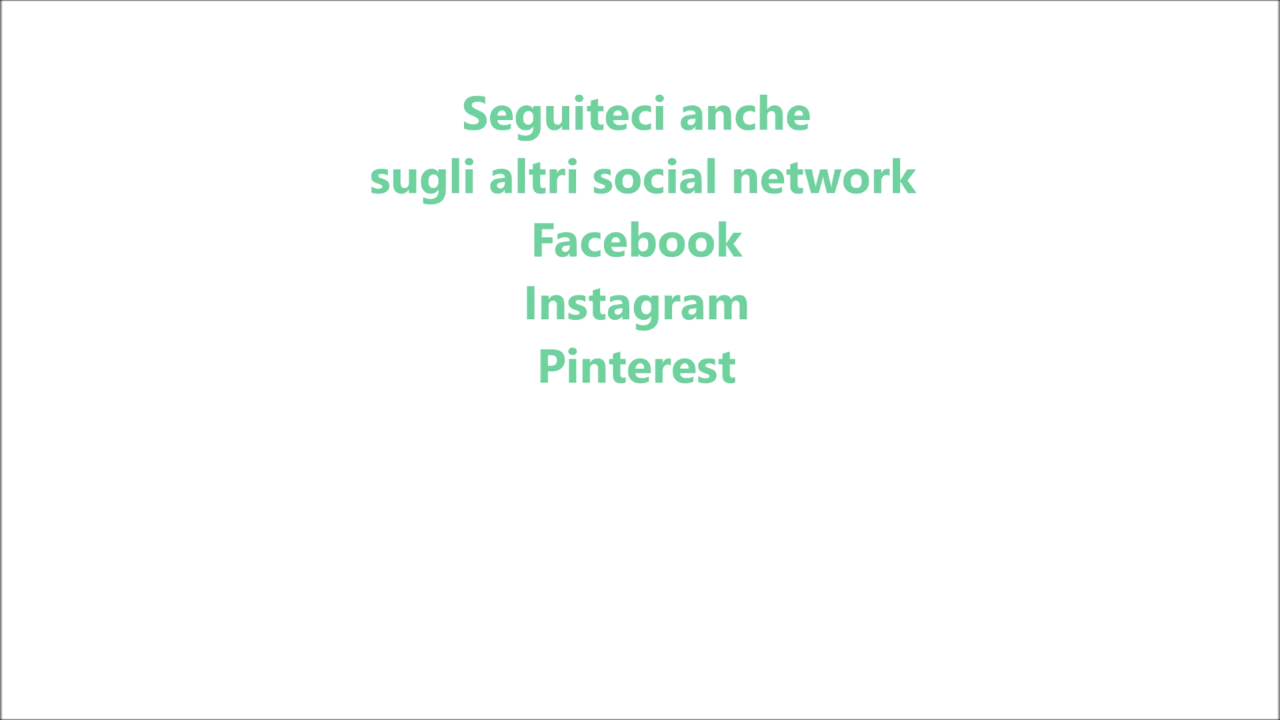 Seguiteci anche
sugli altri social network
Facebook
Instagram
Pinterest